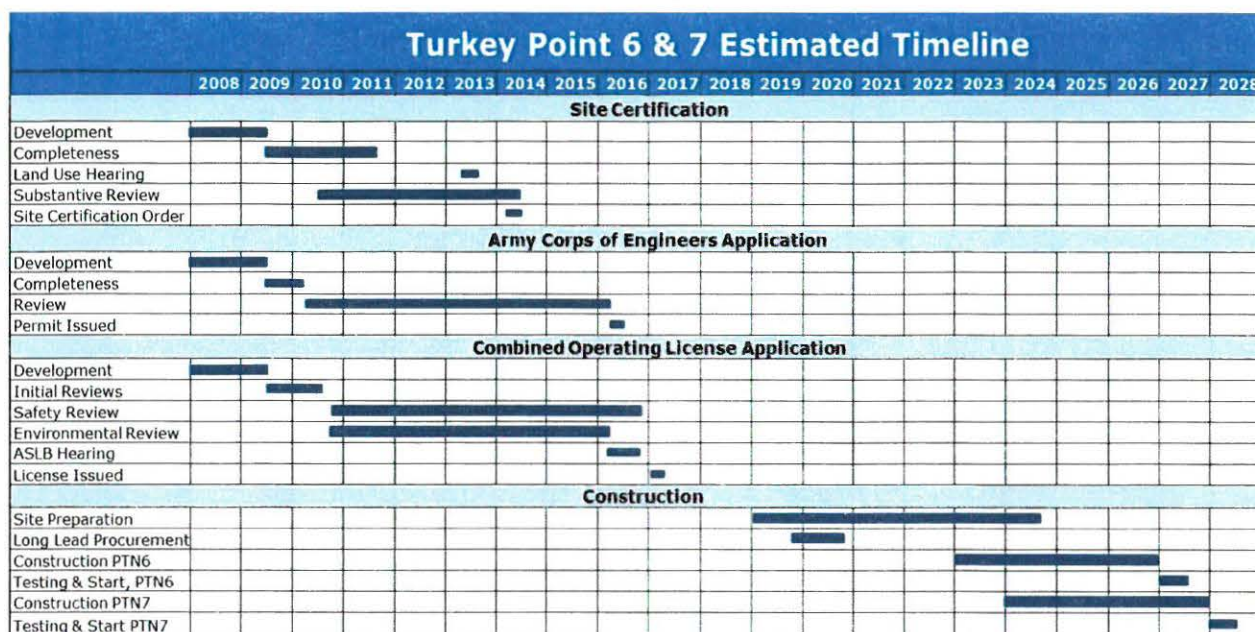 Turkey Point 6 & 7 Estimated Timeline
2008 2009 2010 2011 2012 2013 2014 2015 2016 2017 2018 2019 2020 2021 2022 2023 2024 2025 2026 2027 2028
Site Certification
Development
Completeness
Land Use Hearing
Substantive Review
Site Certification Order
Army Corps of Engineers Application
Development
Completeness
Review
Permit Issued
Combined Operating License Application
Development
Initial Reviews
Safety Review
Environmental Review
ASLB Hearing
License Issued
Construction
Site Preparation
Long Lead Procurement
Construction PTN6
Testing & Start, PTN6
Construction PTN7
Testing & Start PTN7